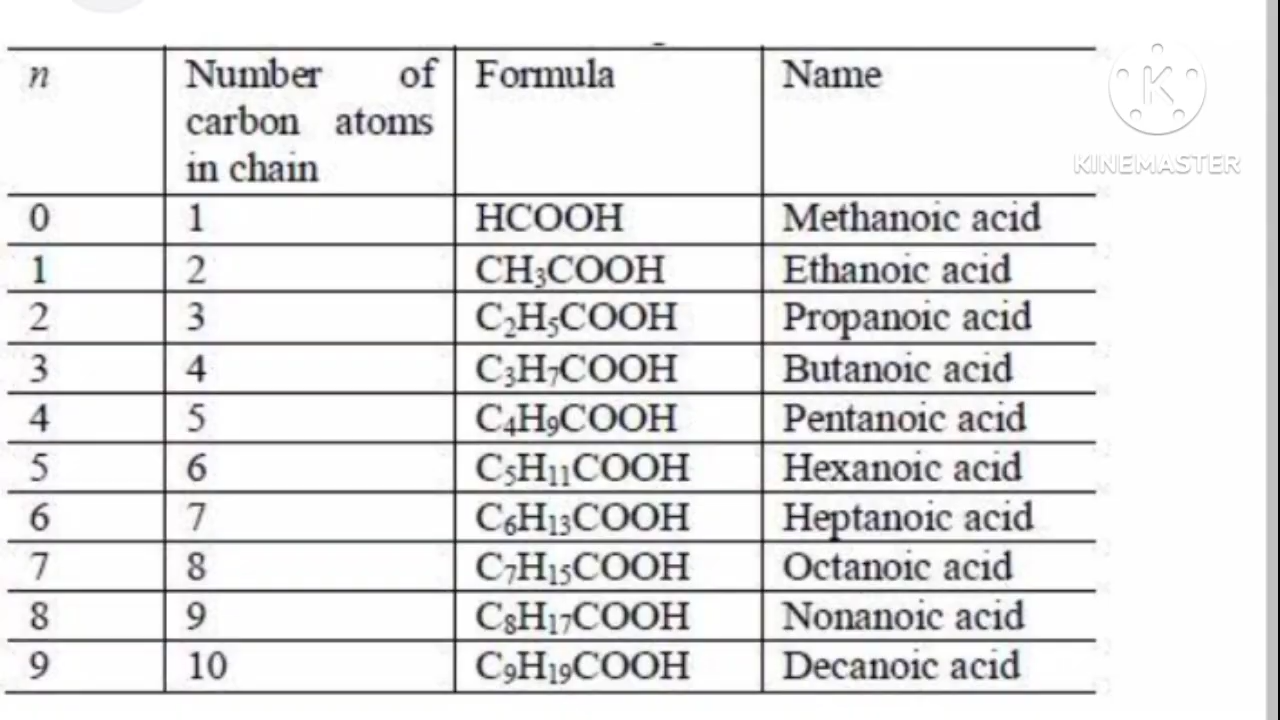 n Number of carbon atoms in chain Formula Name
0 1 HCOOH Methanoic acid
1 2 CH₃COOH Ethanoic acid
2 3 C₂H₅COOH Propanoic acid
3 4 C₃H₇COOH Butanoic acid
4 5 C₄H₉COOH Pentanoic acid
5 6 C₅H₁₁COOH Hexanoic acid
6 7 C₆H₁₃COOH Heptanoic acid
7 8 C₇H₁₅COOH Octanoic acid
8 9 C₈H₁₇COOH Nonanoic acid
9 10 C₉H₁₉COOH Decanoic acid
K
KINEMASTER